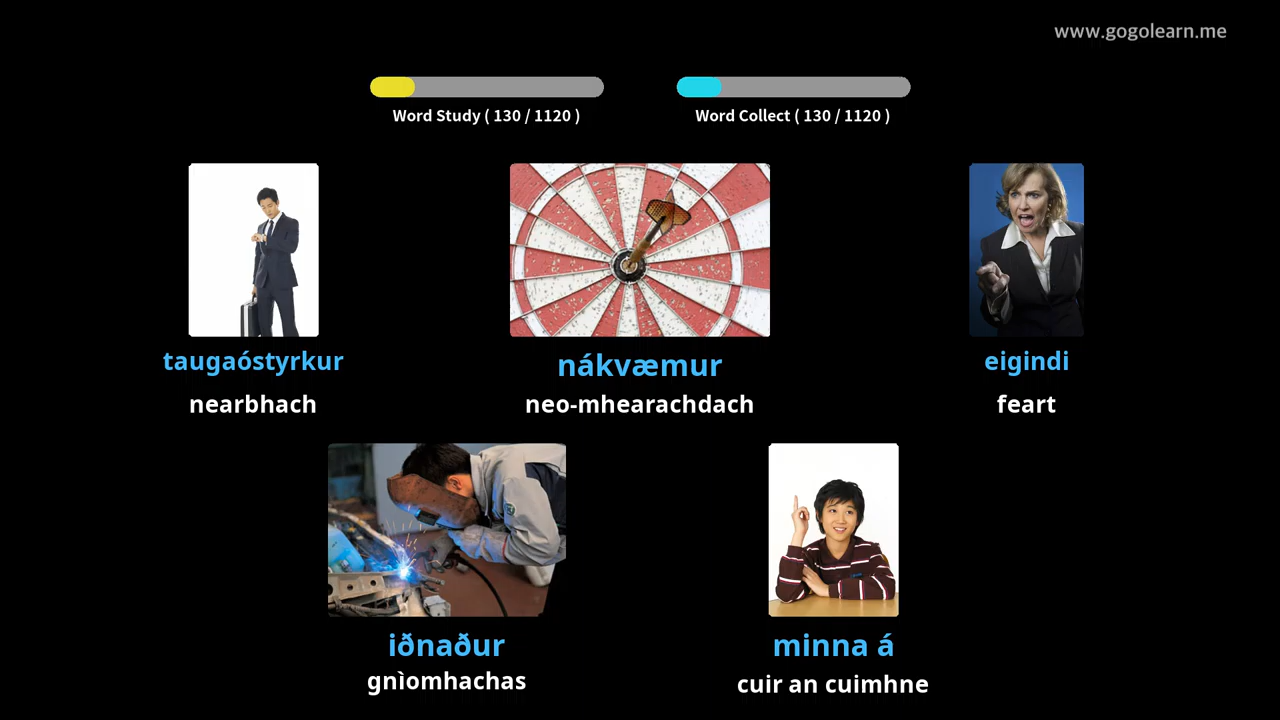 www.gogolearn.me
Word Study ( 130 / 1120 )
Word Collect ( 130 / 1120 )
taugaóstyrkur
nákvæmur
eigindi
nearbhach
neo-mhearachdach
feart
iðnaður
minna á
gnìomhachas
cuir an cuimhne